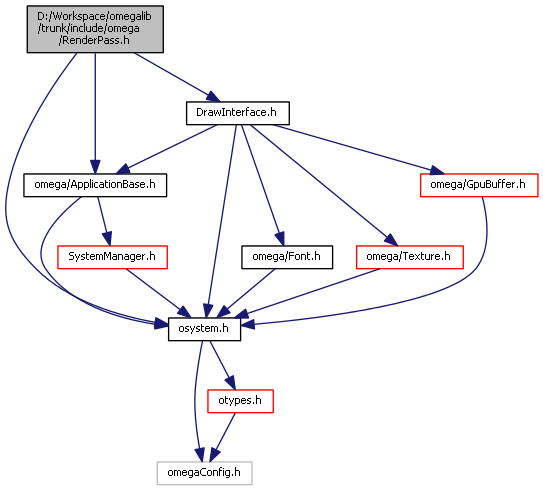 D:/Workspace/omegalib
/trunk/include/omega
/RenderPass.h
DrawInterface.h
omega/ApplicationBase.h
omega/GpuBuffer.h
SystemManager.h
omega/Font.h
omega/Texture.h
osystem.h
otypes.h
omegaConfig.h